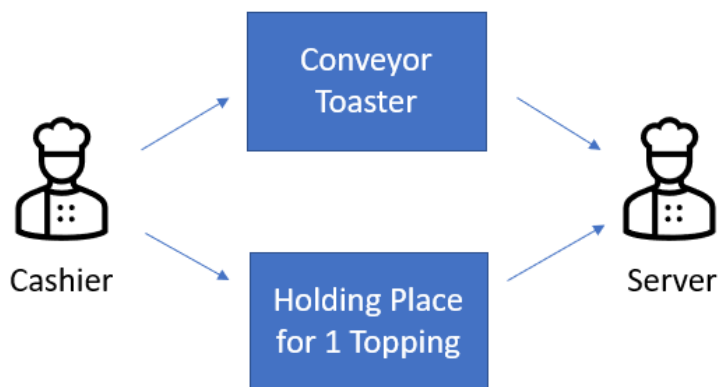 Conveyor
Toaster
Cashier
Server
Holding Place
for 1 Topping